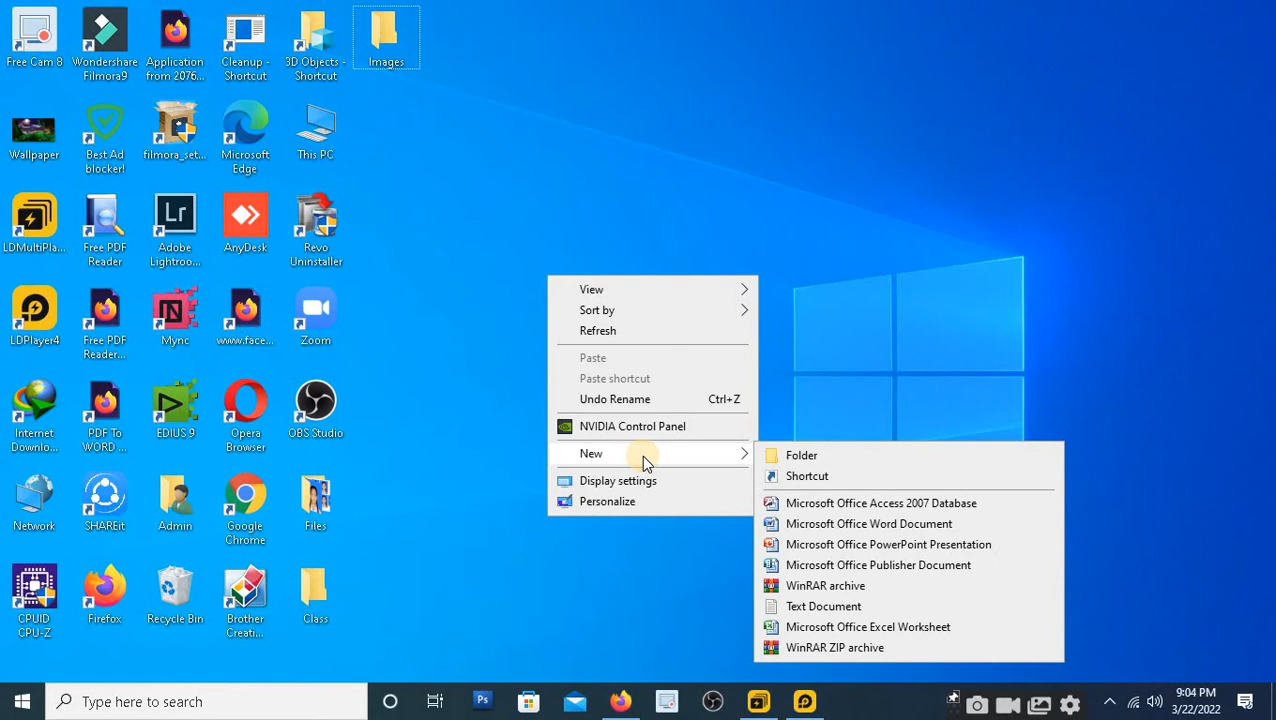 Free Cam 8
Wondershare
Filmora9
Application
from 2076...
Cleanup -
Shortcut
3D Objects -
Shortcut
Images
Wallpaper
Best Ad
blocker!
filmora_set...
Microsoft
Edge
This PC
LDMultiPla...
Free PDF
Reader
Adobe
Lightroo...
AnyDesk
Revo
Uninstaller
LDPlayer4
Free PDF
Reader...
Mync
www.face...
Zoom
Internet
Downlo...
PDF To
WORD ...
EDIUS 9
Opera
Browser
OBS Studio
Network
SHAREit
Admin
Google
Chrome
Files
CPUID
CPU-Z
Firefox
Recycle Bin
Brother
Creati...
Class
View
Sort by
Refresh
Paste
Paste shortcut
Undo Rename Ctrl+Z
NVIDIA Control Panel
New
Display settings
Personalize
Folder
Shortcut
Microsoft Office Access 2007 Database
Microsoft Office Word Document
Microsoft Office PowerPoint Presentation
Microsoft Office Publisher Document
WinRAR archive
Text Document
Microsoft Office Excel Worksheet
WinRAR ZIP archive
Type here to search
9:04 PM
3/22/2022